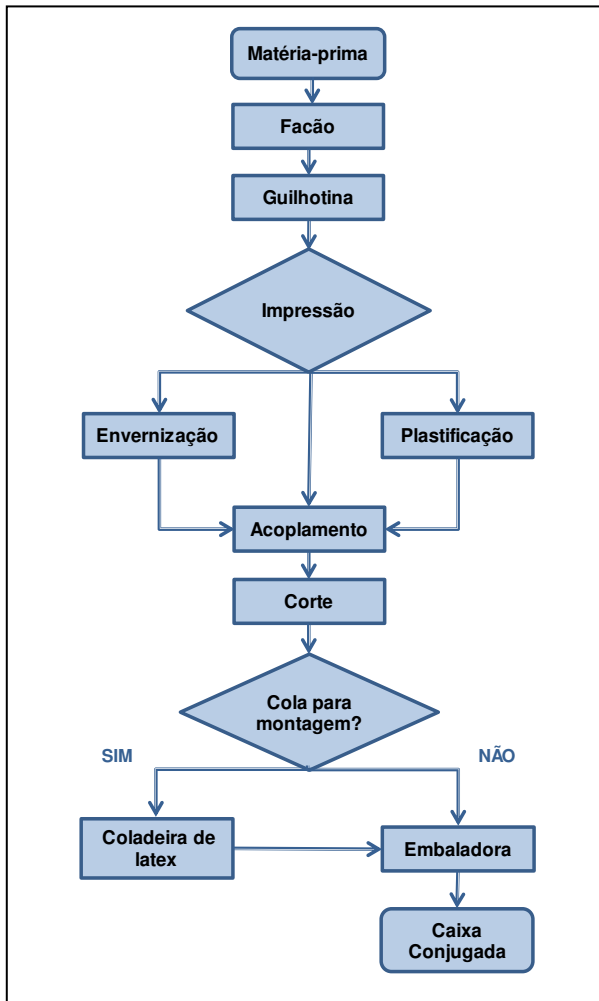 Matéria-prima
Facão
Guilhotina
Impressão
Envernização
Plastificação
Acoplamento
Corte
Cola para
montagem?
SIM
NÃO
Coladeira de
latex
Embaladora
Caixa
Conjugada